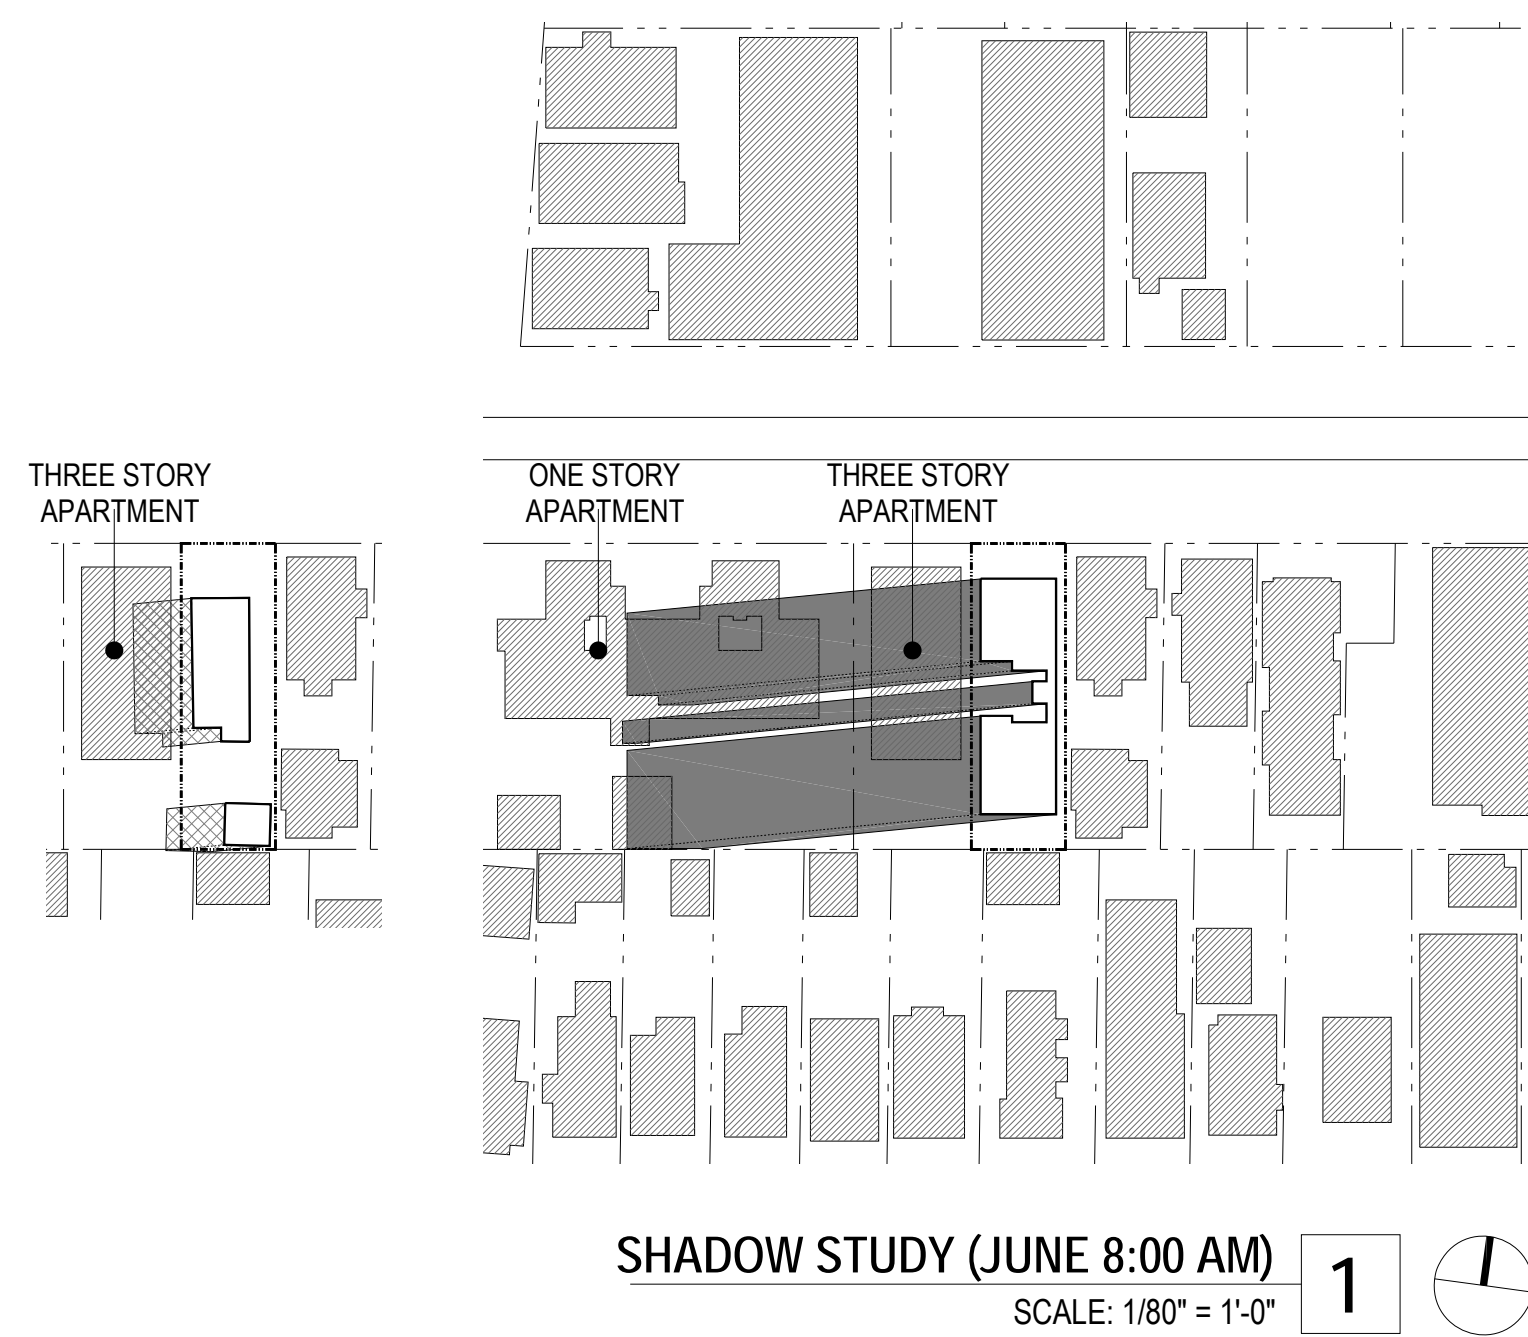 THREE STORY
APARTMENT
ONE STORY
APARTMENT
THREE STORY
APARTMENT
SHADOW STUDY (JUNE 8:00 AM)
1
SCALE: 1/80" = 1'-0"